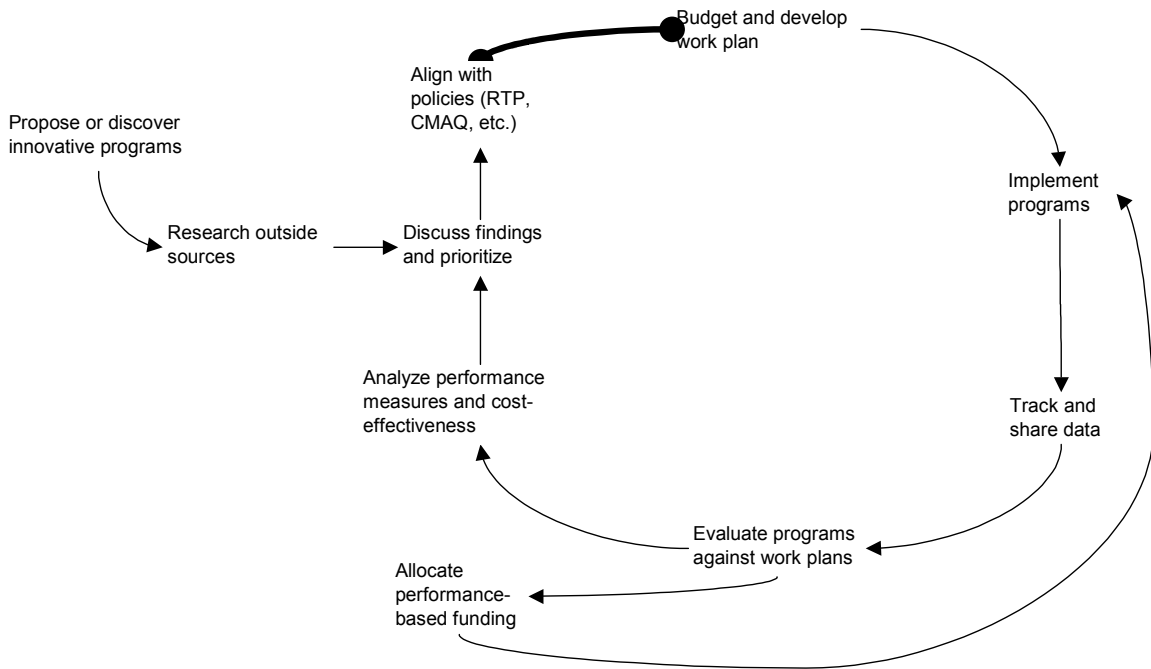 Budget and develop
work plan
Align with
policies (RTP,
CMAQ, etc.)
Propose or discover
innovative programs
Implement
programs
Research outside
sources
Discuss findings
and prioritize
Analyze performance
measures and cost-
effectiveness
Track and
share data
Evaluate programs
against work plans
Allocate
performance-
based funding